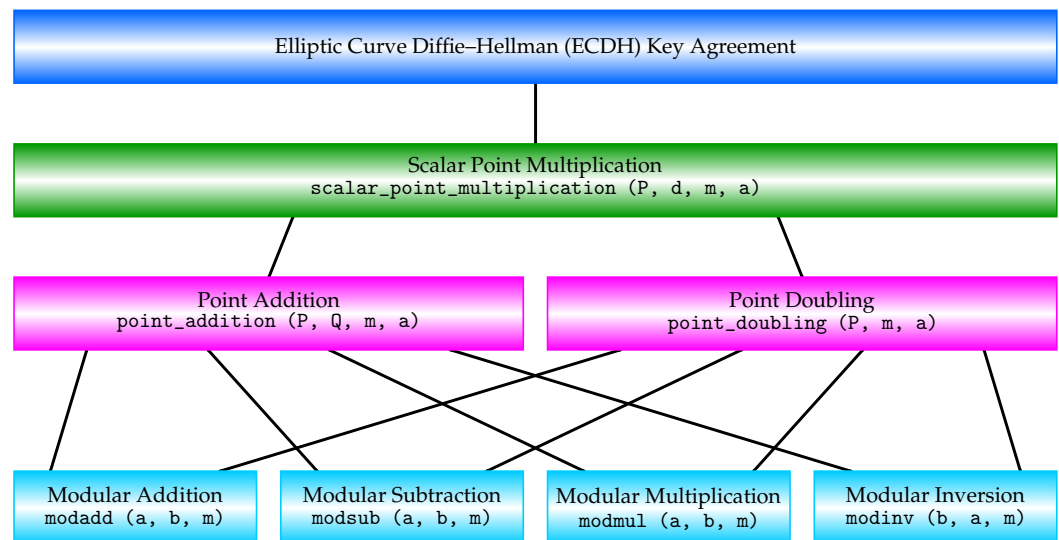 Elliptic Curve Diffie–Hellman (ECDH) Key Agreement
Scalar Point Multiplication
scalar_point_multiplication (P, d, m, a)
Point Addition
point_addition (P, Q, m, a)
Point Doubling
point_doubling (P, m, a)
Modular Addition
modadd (a, b, m)
Modular Subtraction
modsub (a, b, m)
Modular Multiplication
modmul (a, b, m)
Modular Inversion
modinv (b, a, m)